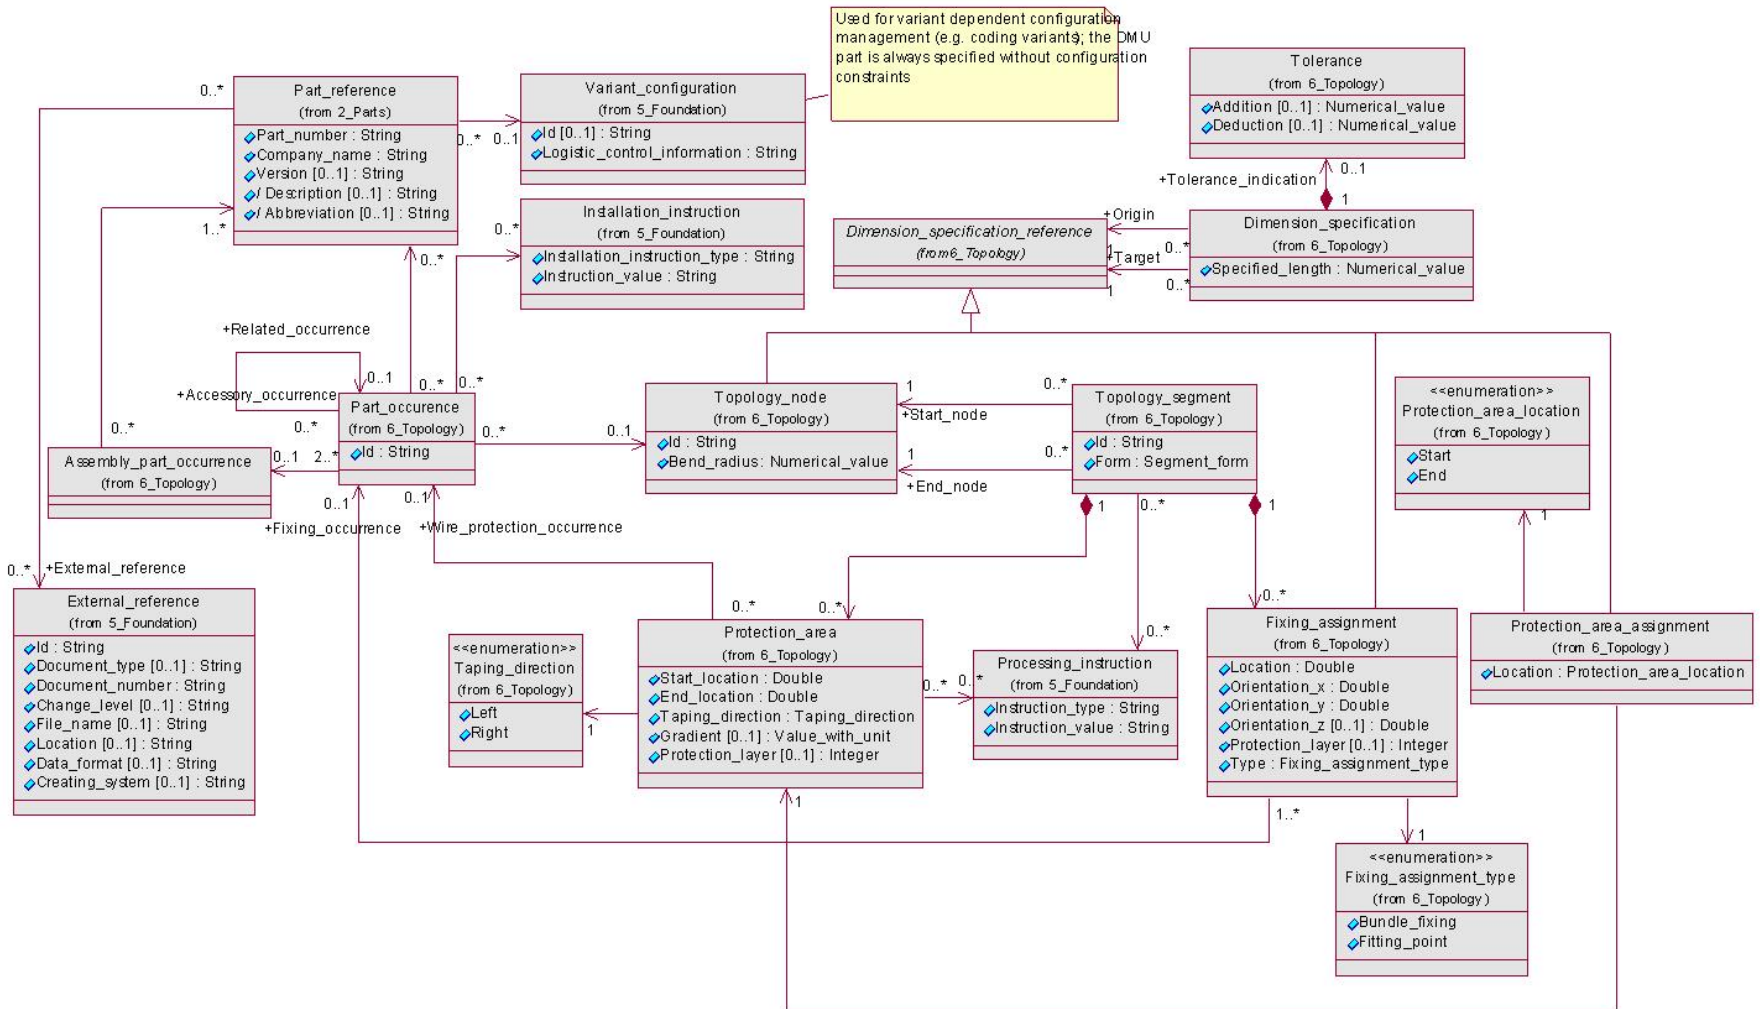 Used for variant dependent configuration
management (e.g. coding variants); the DMU
part is always specified without configuration
constraints
Part_reference
(from 2_Parts)
Part_number : String
Company_name : String
Version [0..1] : String
/ Description [0..1] : String
/ Abbreviation [0..1] : String
0..*
1..*
0..*
0..*
0..1
Variant_configuration
(from 5_Foundation)
Id [0..1] : String
Logistic_control_information : String
Installation_instruction
(from 5_Foundation)
Installation_instruction_type : String
Instruction_value : String
0..*
Tolerance
(from 6_Topology)
Addition [0..1] : Numerical_value
Deduction [0..1] : Numerical_value
0..1
+Tolerance_indication
1
Dimension_specification
(from 6_Topology)
Specified_length : Numerical_value
+Origin
1
0..*
+Target
1
0..*
Dimension_specification_reference
(from 6_Topology)
+Related_occurrence
0..1
+Accessory_occurrence
0..*
0..*
0..*
Part_occurence
(from 6_Topology)
Id : String
0..*
0..1
0..*
Assembly_part_occurrence
(from 6_Topology)
0..1
2..*
0..1
+Fixing_occurrence
0..1
+Wire_protection_occurrence
Topology_node
(from 6_Topology)
Id : String
Bend_radius : Numerical_value
1
+Start_node
0..*
1
+End_node
0..*
Topology_segment
(from 6_Topology)
Id : String
Form : Segment_form
1
0..*
1
<<enumeration>>
Protection_area_location
(from 6_Topology)
Start
End
1
0..*
+External_reference
External_reference
(from 5_Foundation)
Id : String
Document_type [0..1] : String
Document_number : String
Change_level [0..1] : String
File_name [0..1] : String
Location [0..1] : String
Data_format [0..1] : String
Creating_system [0..1] : String
<<enumeration>>
Taping_direction
(from 6_Topology)
Left
Right
1
0..*
0..*
Protection_area
(from 6_Topology)
Start_location : Double
End_location : Double
Taping_direction : Taping_direction
Gradient [0..1] : Value_with_unit
Protection_layer [0..1] : Integer
1
0..*
0..*
0..*
Processing_instruction
(from 5_Foundation)
Instruction_type : String
Instruction_value : String
0..*
Fixing_assignment
(from 6_Topology)
Location : Double
Orientation_x : Double
Orientation_y : Double
Orientation_z [0..1] : Double
Protection_layer [0..1] : Integer
Type : Fixing_assignment_type
1..*
1
Protection_area_assignment
(from 6_Topology)
Location : Protection_area_location
<<enumeration>>
Fixing_assignment_type
(from 6_Topology)
Bundle_fixing
Fitting_point